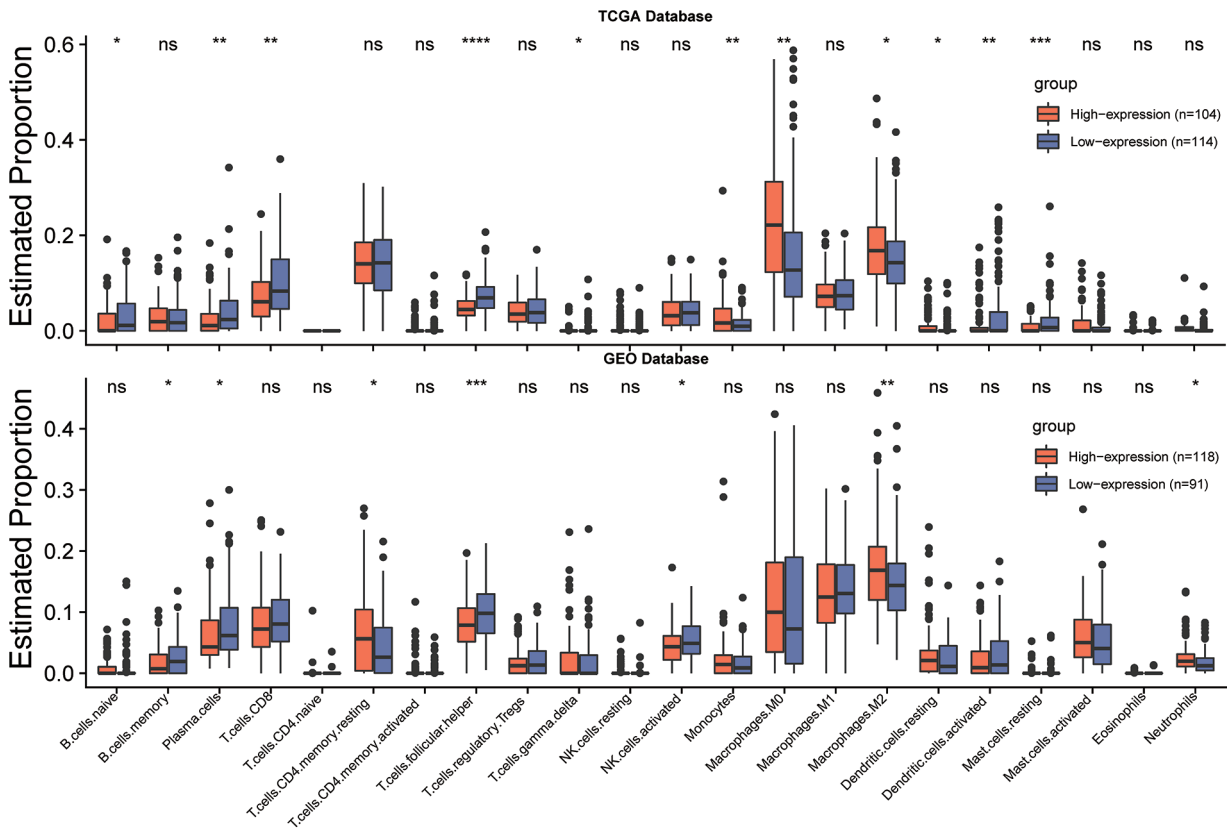 TCGA Database
* ns ** ** ns ns **** ns * ns ns ** ** ns * * ** *** ns ns ns
0.6
0.4
0.2
0.0
Estimated Proportion
group
High-expression (n=104)
Low-expression (n=114)
GEO Database
ns * * ns ns * ns *** ns ns ns * ns ns ns ** ns ns ns ns ns *
0.4
0.3
0.2
0.1
0.0
Estimated Proportion
group
High-expression (n=118)
Low-expression (n=91)
B.cells.naive
B.cells.memory
Plasma.cells
T.cells.CD8
T.cells.CD4.naive
T.cells.CD4.memory.resting
T.cells.CD4.memory.activated
T.cells.follicular.helper
T.cells.regulatory.Tregs
T.cells.gamma.delta
NK.cells.resting
NK.cells.activated
Monocytes
Macrophages.M0
Macrophages.M1
Macrophages.M2
Dendritic.cells.resting
Dendritic.cells.activated
Mast.cells.resting
Mast.cells.activated
Eosinophils
Neutrophils